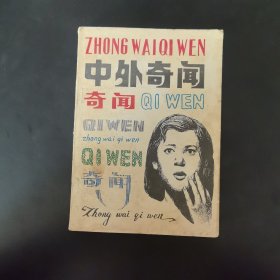 ZHONG WAI QI WEN
中外奇闻
奇闻 QI WEN
QI WEN
zhong wai qi wen
QI WEN
奇闻
Zhong wai qi wen